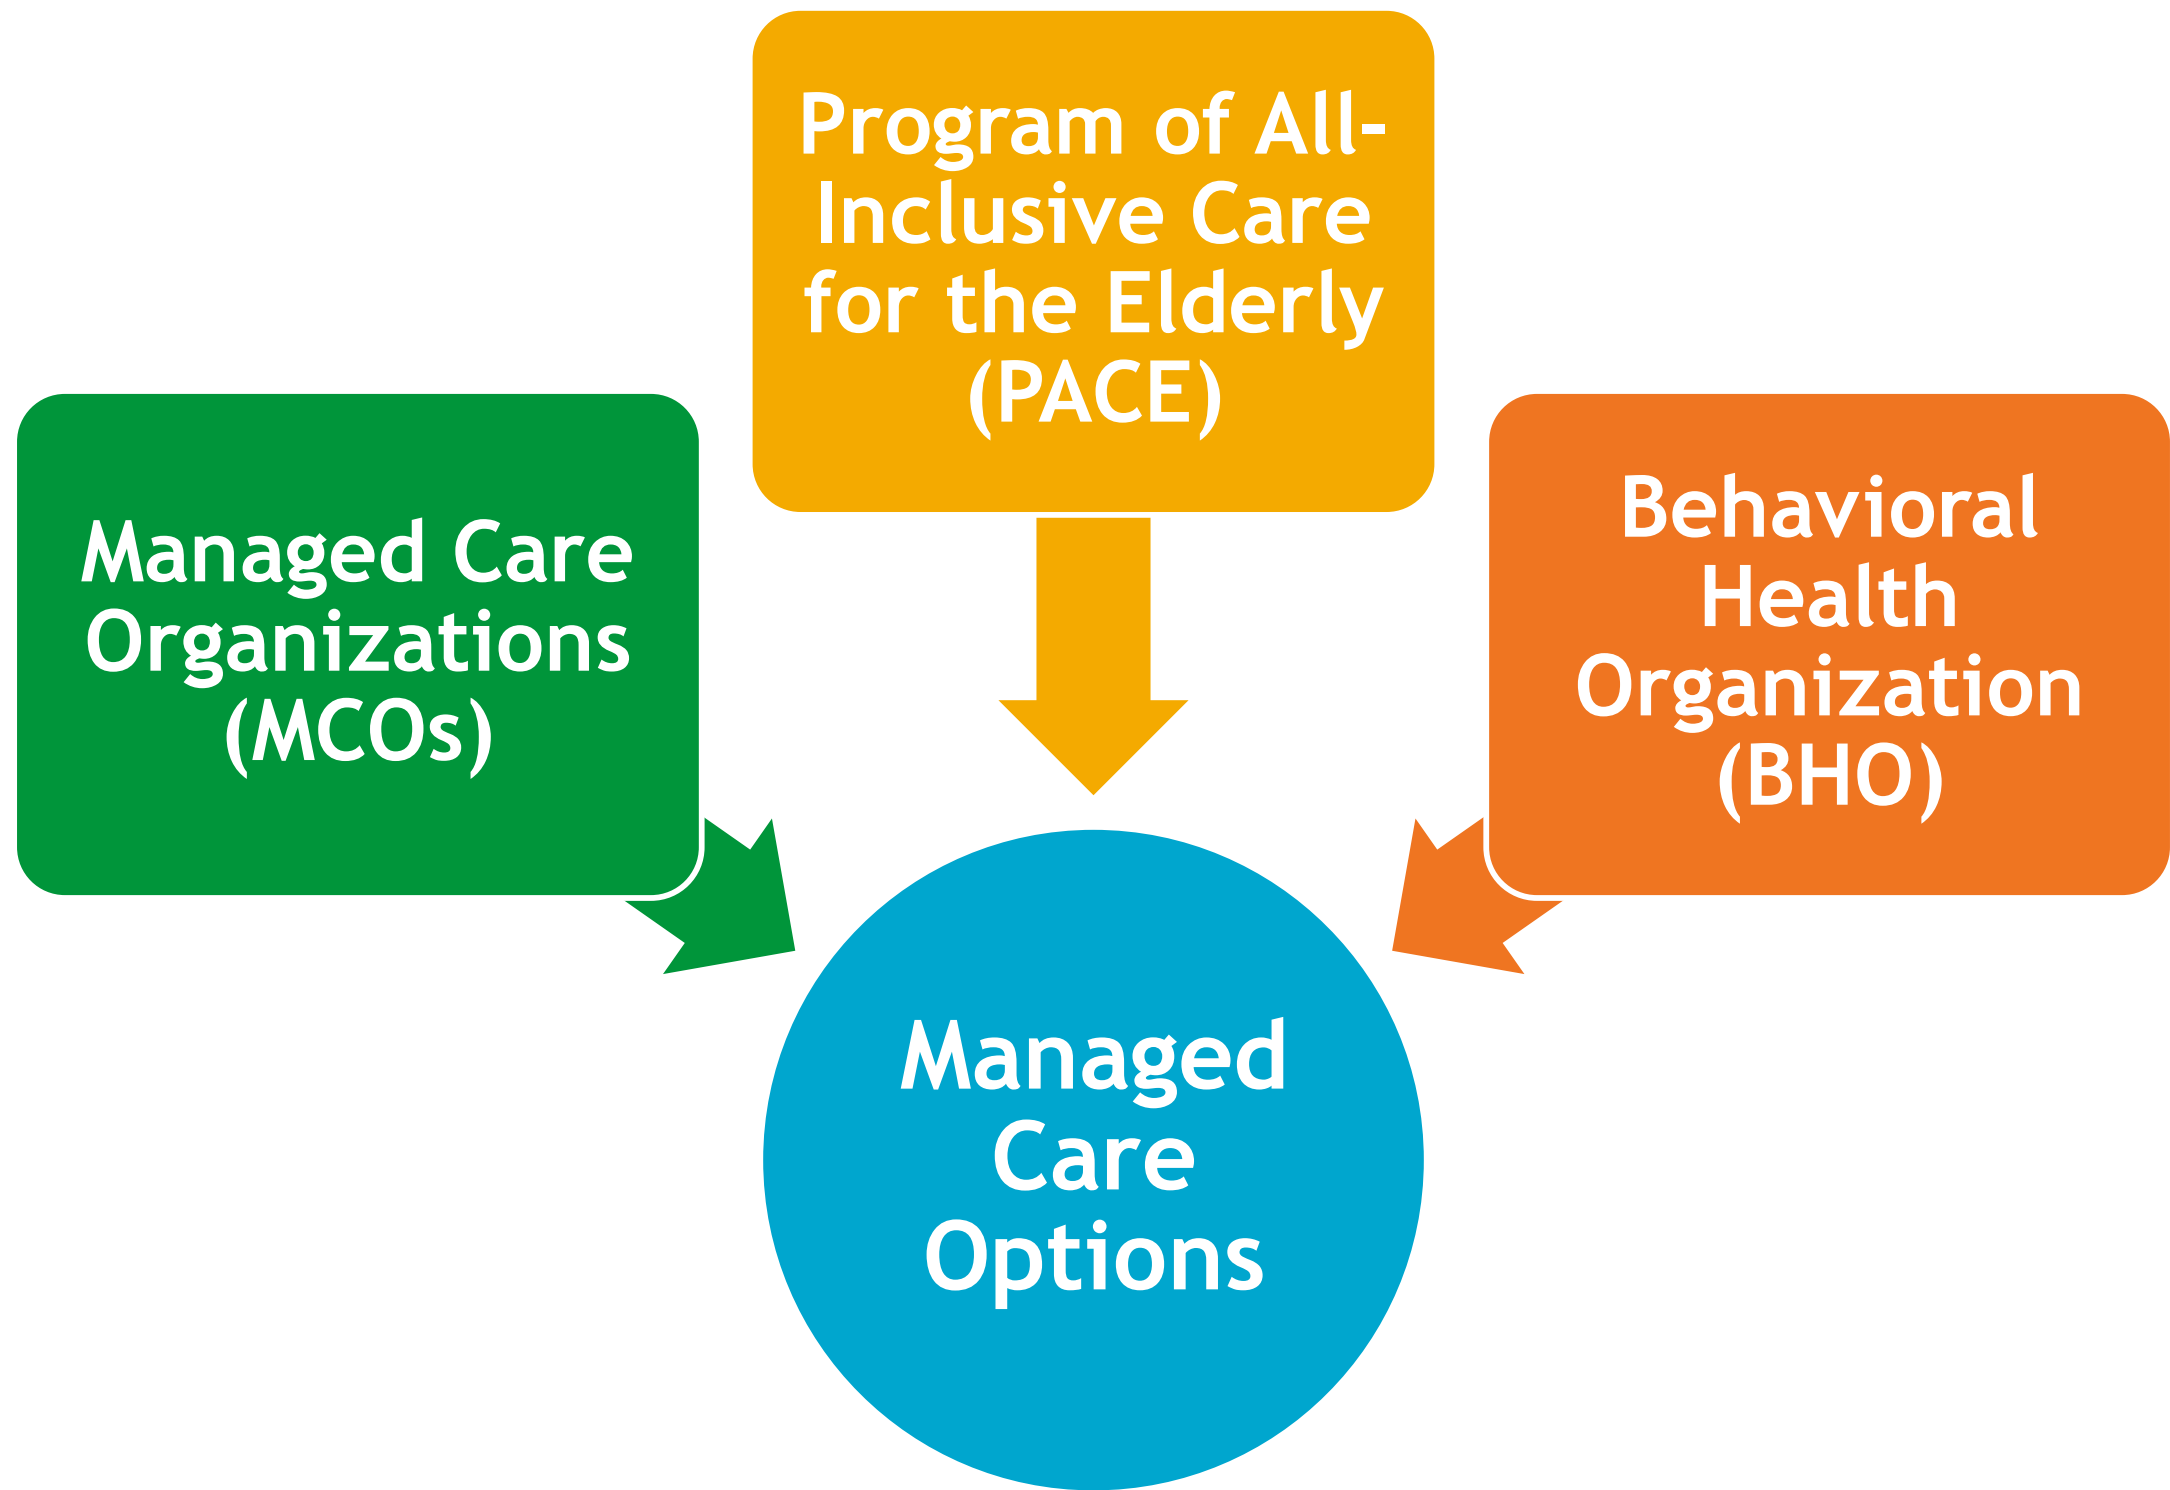 Program of All-
Inclusive Care
for the Elderly
(PACE)
Managed Care
Organizations
(MCOs)
Behavioral
Health
Organization
(BHO)
Managed
Care
Options